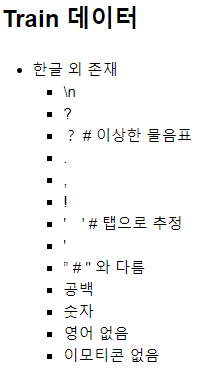 Train 데이터
한글 외 존재
\n
?
？ # 이상한 물음표
.
,
!
'    ' # 탭으로 추정
'
” # " 와 다름
공백
숫자
영어 없음
이모티콘 없음